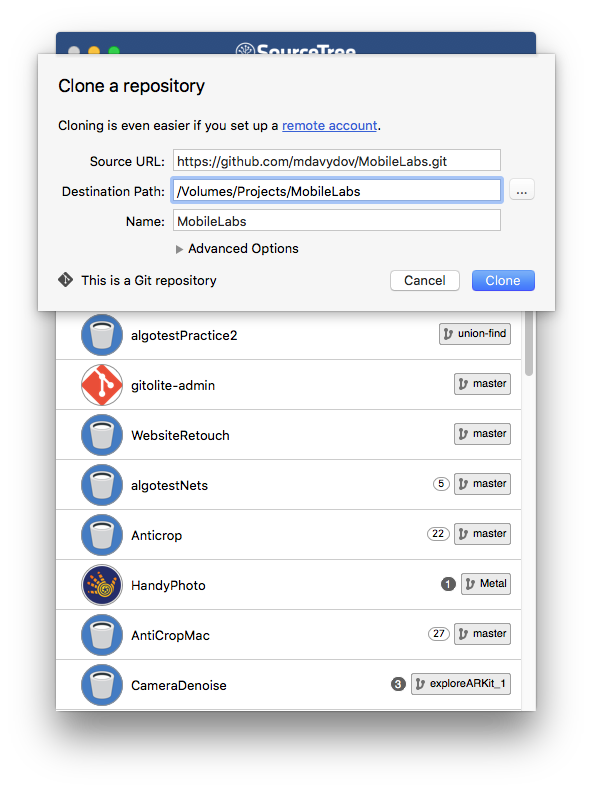 SourceTree
Clone a repository
Cloning is even easier if you set up a remote account.
Source URL: https://github.com/mdavydov/MobileLabs.git
Destination Path: /Volumes/Projects/MobileLabs ...
Name: MobileLabs
Advanced Options
This is a Git repository Cancel Clone
algotestPractice2 union-find
gitolite-admin master
WebsiteRetouch master
algotestNets 5 master
Anticrop 22 master
HandyPhoto 1 Metal
AntiCropMac 27 master
CameraDenoise 3 exploreARKit_1